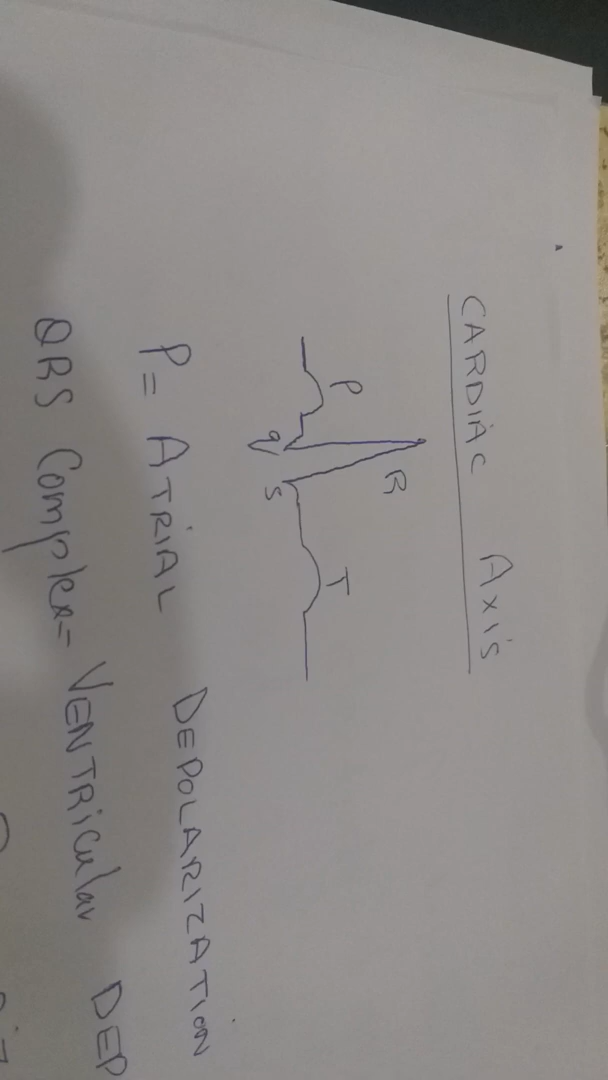 CARDIAC AXIS
P
R
q
S
T
P = ATRIAL DEPOLARIZATION
QRS Complex = VENTRICular DEP